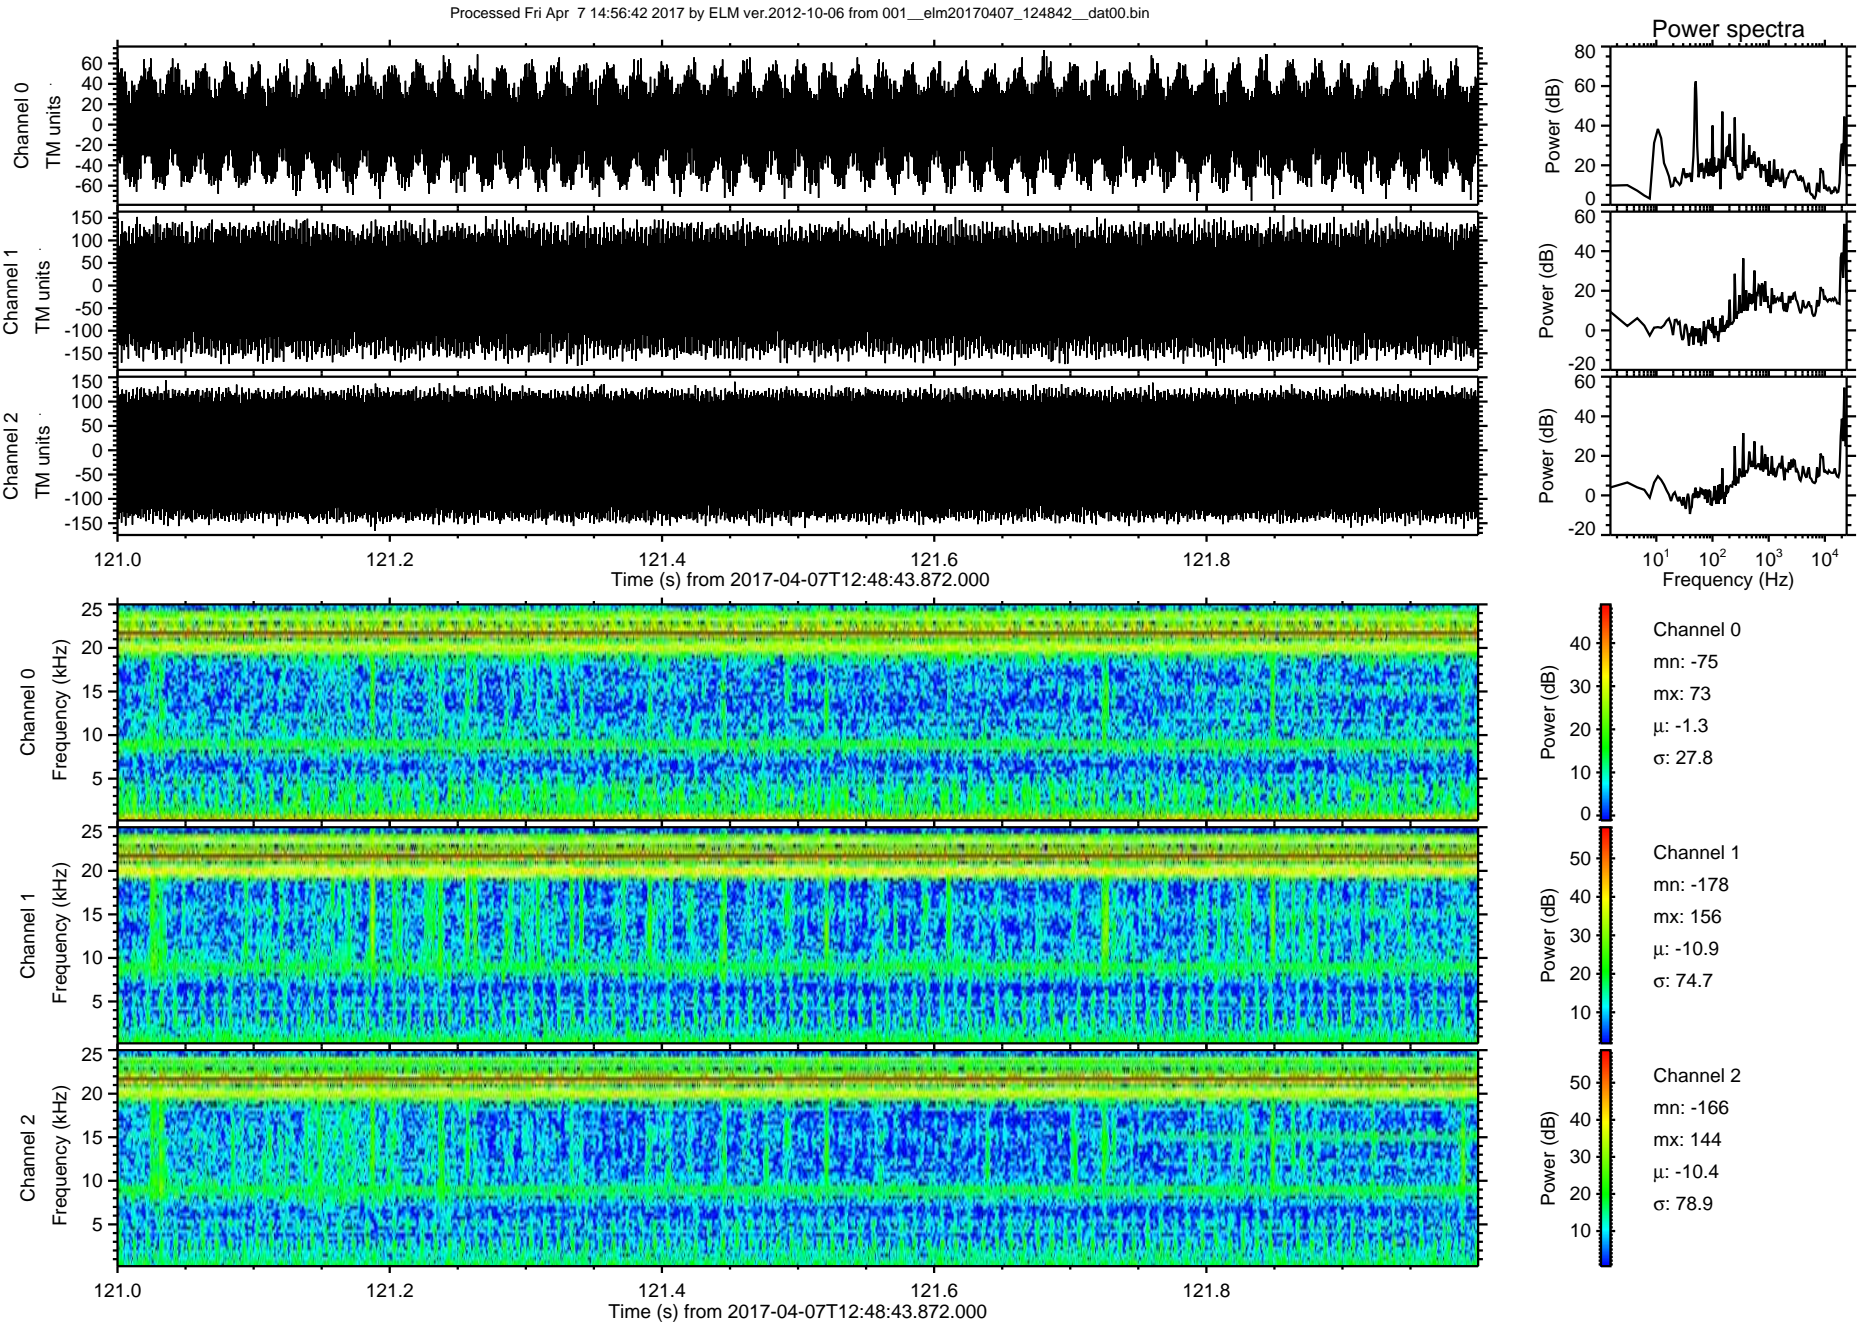 Processed Fri Apr  7 14:56:42 2017 by ELM ver.2012-10-06 from 001__elm20170407_124842__dat00.bin
Power spectra
Channel 0
TM units
60
40
20
0
-20
-40
-60
Power (dB)
80
60
40
20
0
Channel 1
TM units
150
100
50
0
-50
-100
-150
Power (dB)
60
40
20
0
-20
Channel 2
TM units
150
100
50
0
-50
-100
-150
Power (dB)
60
40
20
0
-20
121.0 121.2 121.4 121.6 121.8
Time (s) from 2017-04-07T12:48:43.872.000
10^1 10^2 10^3 10^4
Frequency (Hz)
Channel 0
Frequency (kHz)
25
20
15
10
5
Power (dB)
40
30
20
10
0
Channel 0
mn: -75
mx: 73
μ: -1.3
σ: 27.8
Channel 1
Frequency (kHz)
25
20
15
10
5
Power (dB)
50
40
30
20
10
Channel 1
mn: -178
mx: 156
μ: -10.9
σ: 74.7
Channel 2
Frequency (kHz)
25
20
15
10
5
Power (dB)
50
40
30
20
10
Channel 2
mn: -166
mx: 144
μ: -10.4
σ: 78.9
121.0 121.2 121.4 121.6 121.8
Time (s) from 2017-04-07T12:48:43.872.000